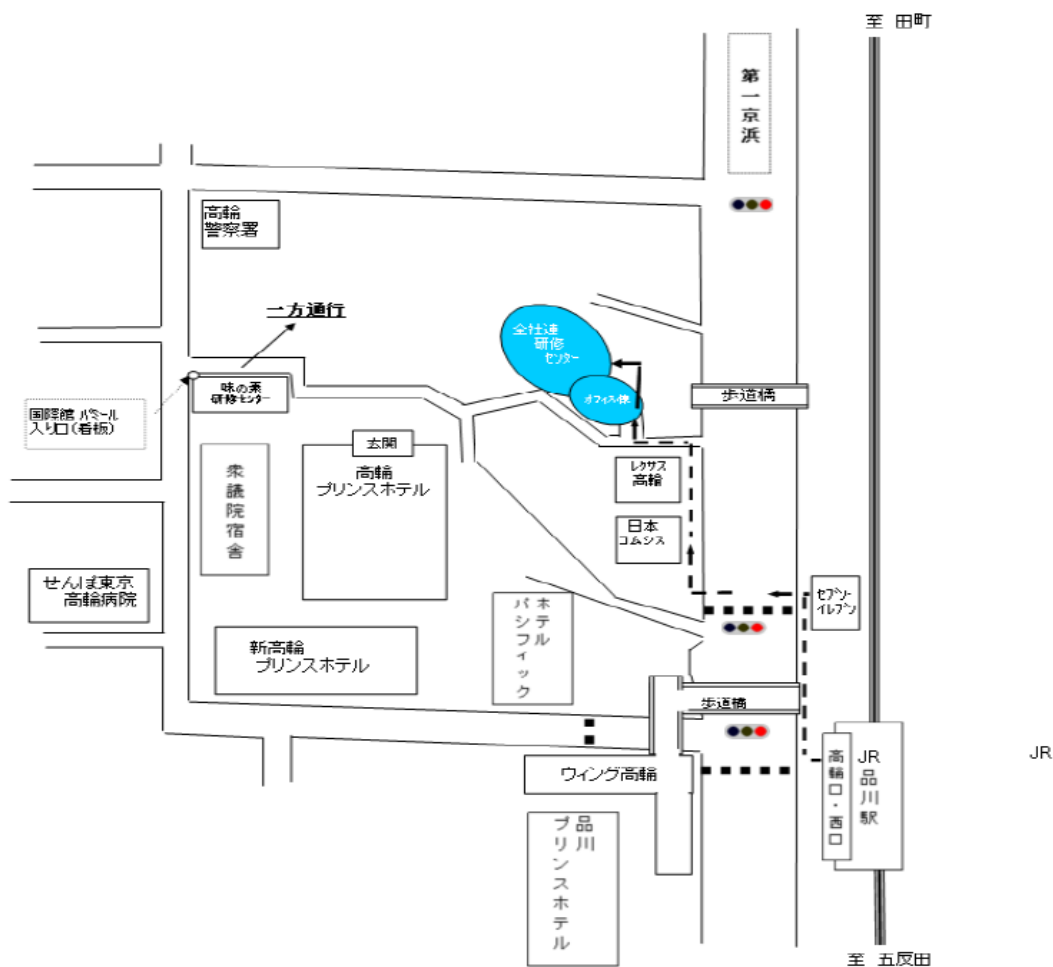 至 田町
第一京浜
高輪
警察署
一方通行
全社連
研修
センター
オフィス棟
味の素
研修センター
歩道橋
国際館 パミール
入り口(看板)
玄関
高輪
プリンスホテル
レクサス
高輪
衆議院宿舎
日本
コムシス
せんぽ東京
高輪病院
セブン-
イレブン
ホテル
パシフィック
新高輪
プリンスホテル
歩道橋
JR
JR
品川駅
高輪口・西口
ウィング高輪
品川
プリンスホテル
至 五反田